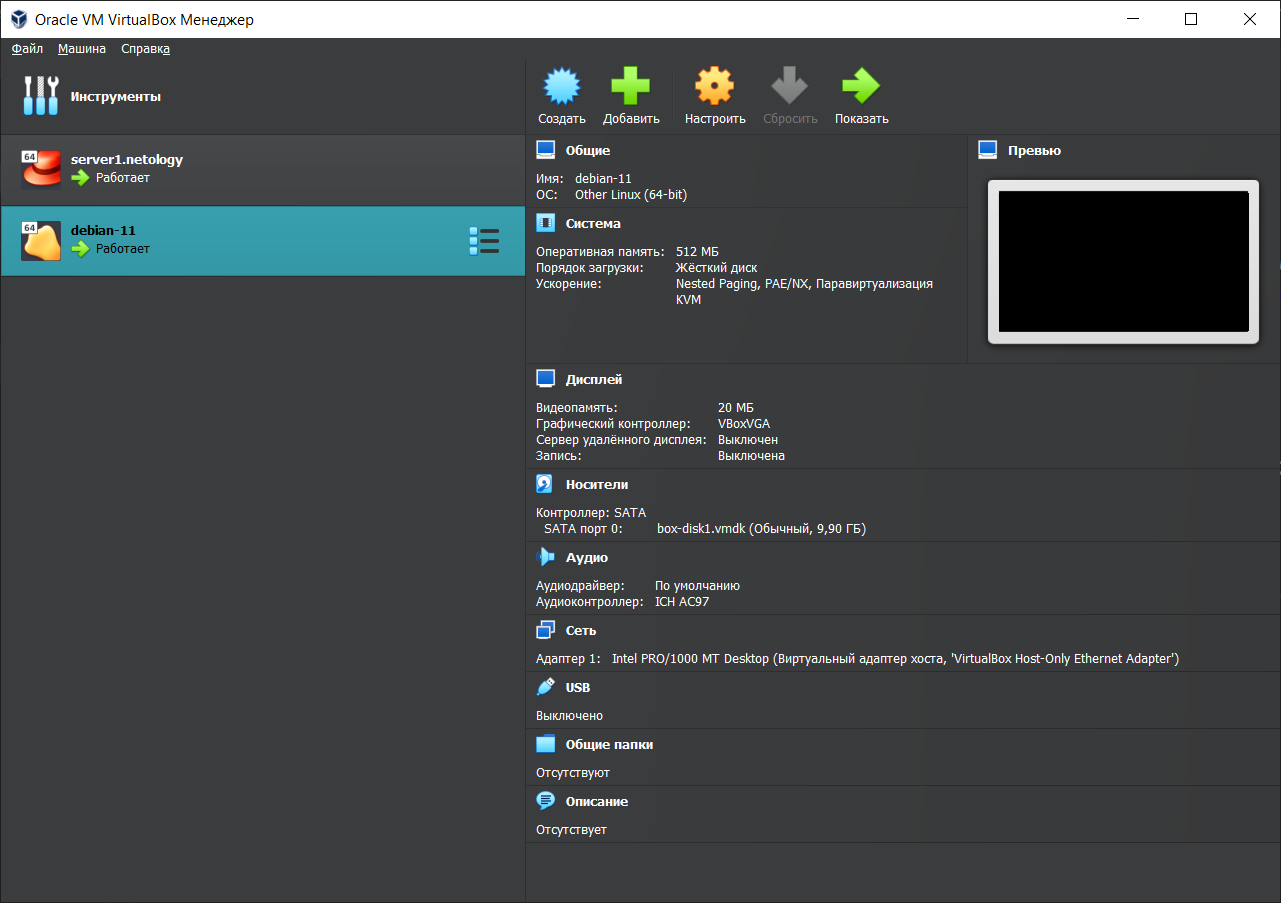 Oracle VM VirtualBox Менеджер
Файл Машина Справка
Инструменты
Создать Добавить Настроить Сбросить Показать
64
server1.netology
Работает
64
debian-11
Работает
Общие
Имя: debian-11
ОС: Other Linux (64-bit)
Превью
Система
Оперативная память: 512 МБ
Порядок загрузки: Жёсткий диск
Ускорение: Nested Paging, PAE/NX, Паравиртуализация
KVM
Дисплей
Видеопамять: 20 МБ
Графический контроллер: VBoxVGA
Сервер удалённого дисплея: Выключен
Запись: Выключена
Носители
Контроллер: SATA
SATA порт 0: box-disk1.vmdk (Обычный, 9,90 ГБ)
Аудио
Аудиодрайвер: По умолчанию
Аудиоконтроллер: ICH AC97
Сеть
Адаптер 1: Intel PRO/1000 MT Desktop (Виртуальный адаптер хоста, 'VirtualBox Host-Only Ethernet Adapter')
USB
Выключено
Общие папки
Отсутствуют
Описание
Отсутствует